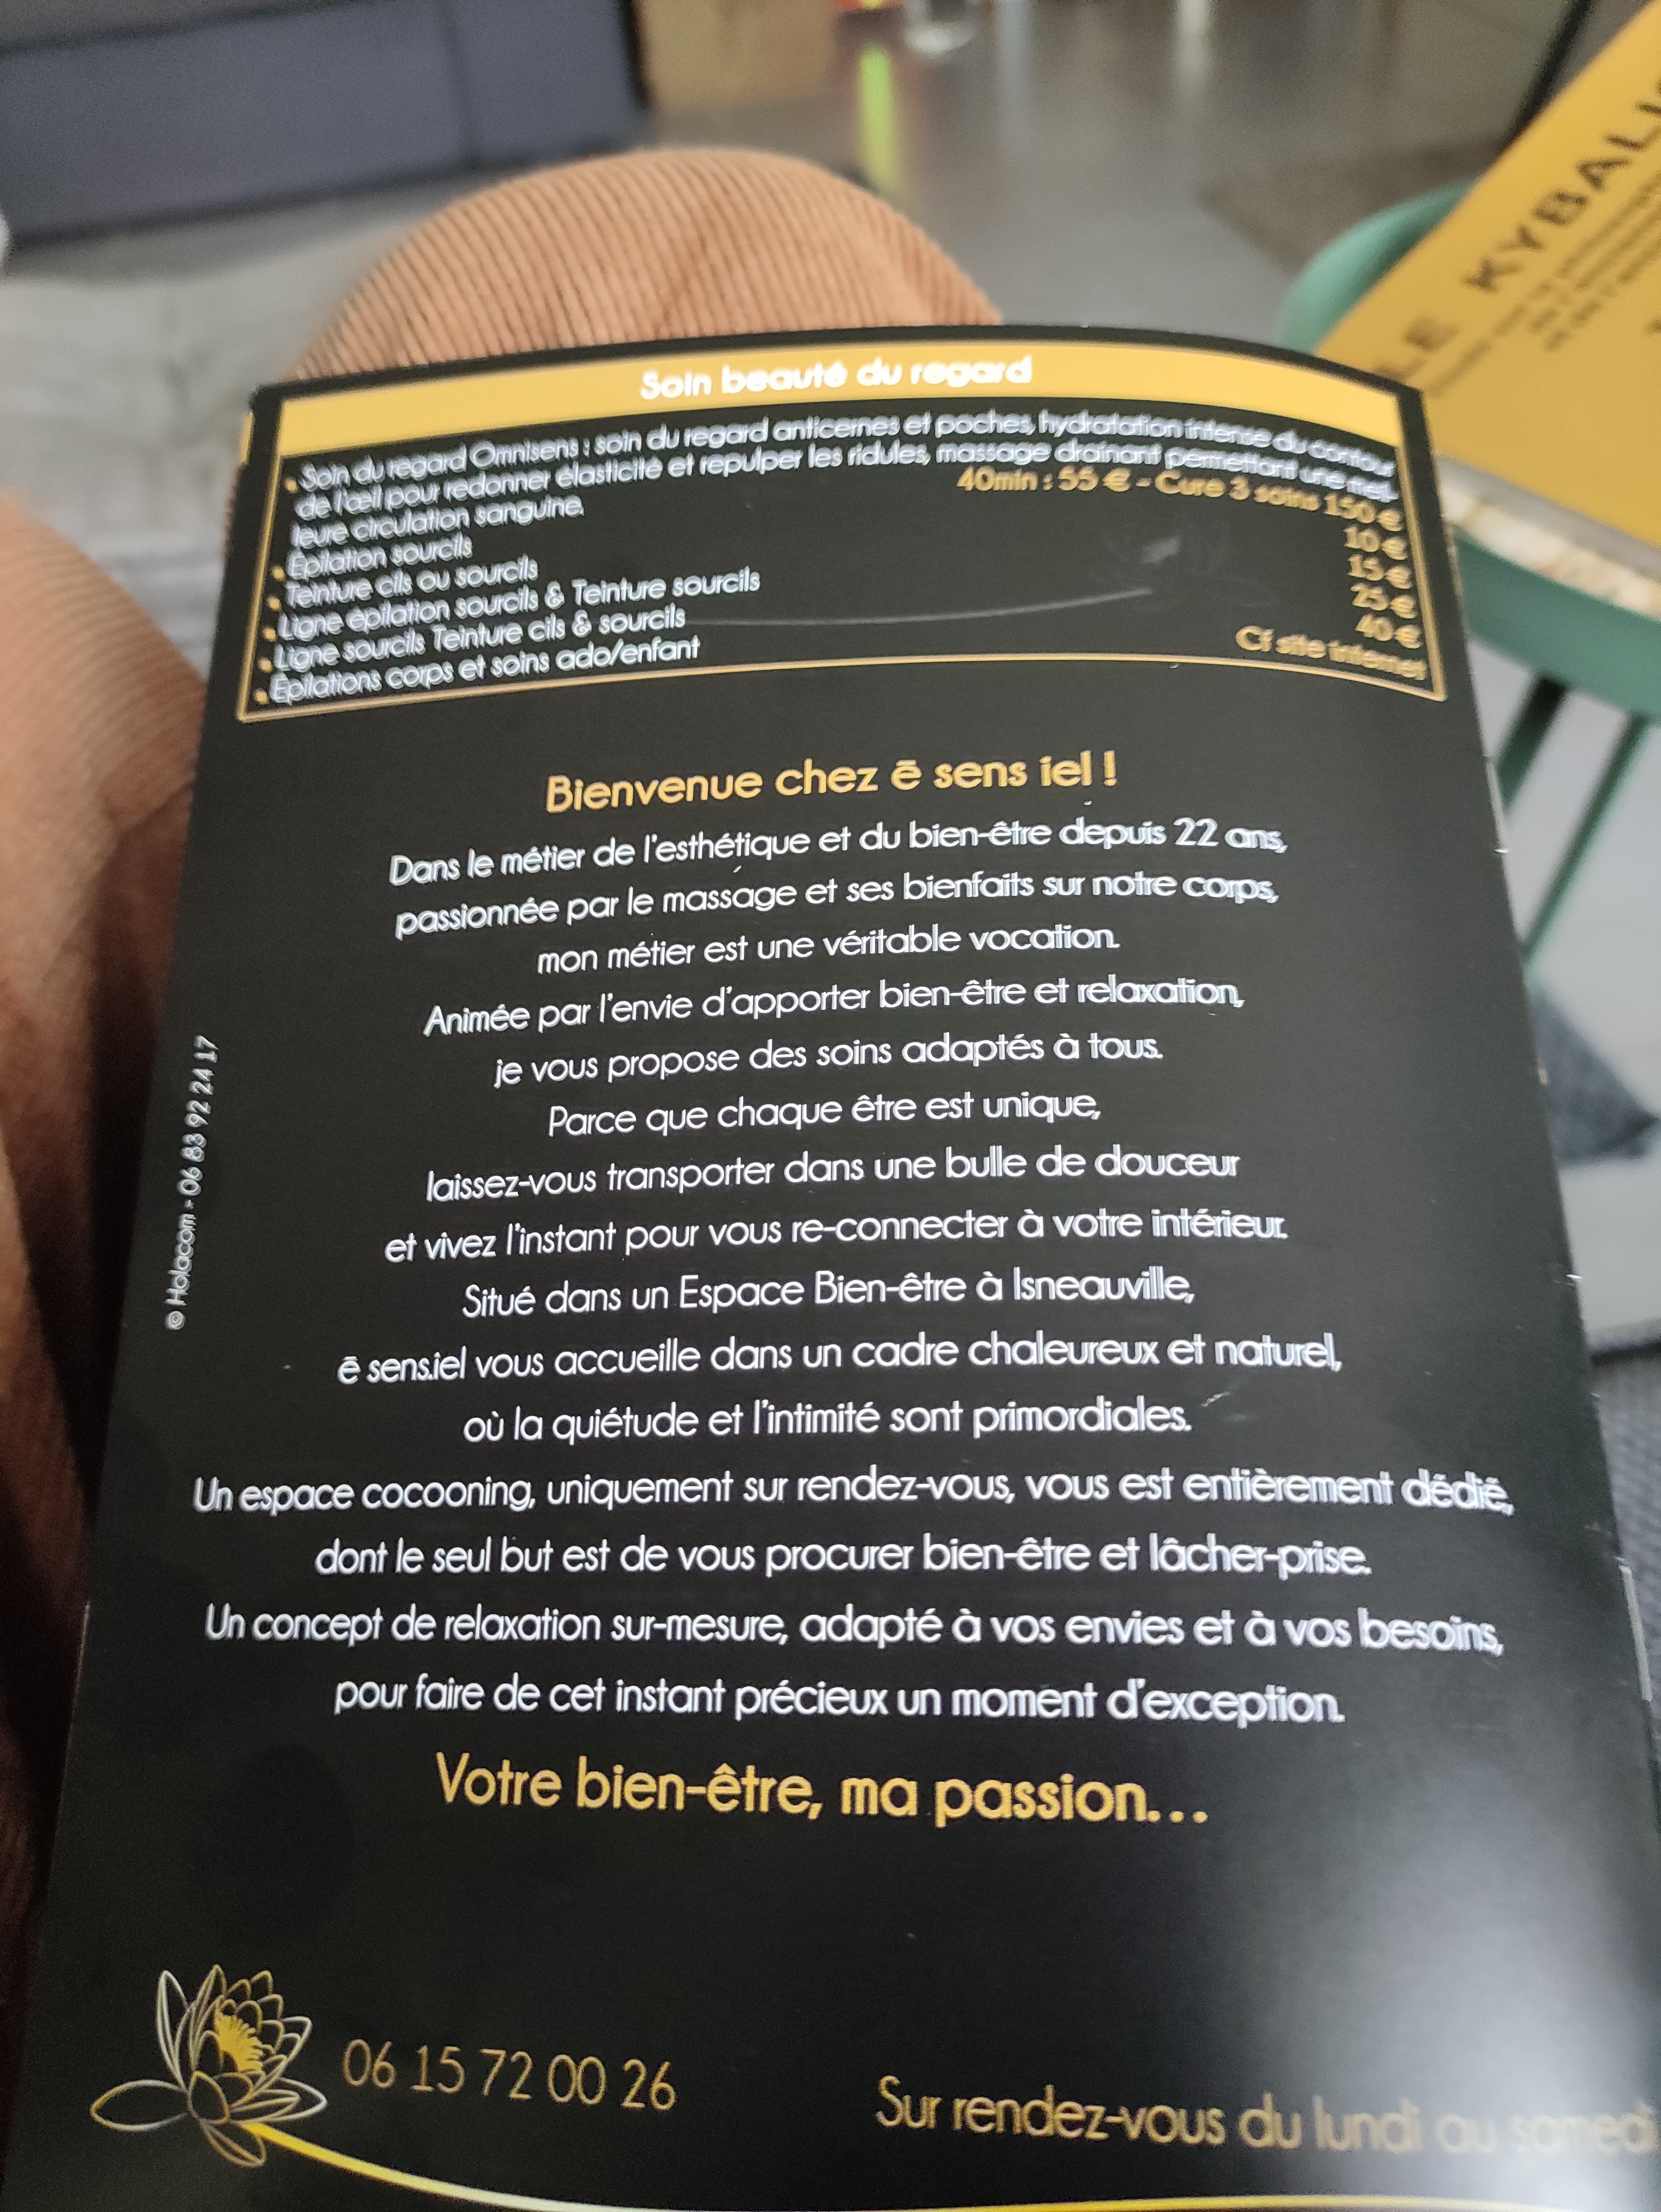 LE KYBALI
Soin beauté du regard
• Soin du regard Omnisens : soin du regard anticernes et poches, hydratation intense du contour
de l'œil pour redonner élasticité et repulper les ridules, massage drainant permettant une meil-
leure circulation sanguine.
40min : 55 € - Cure 3 soins 150 €
• Épilation sourcils 10 €
• Teinture cils ou sourcils 15 €
• Ligne épilation sourcils & Teinture sourcils 25 €
• Ligne sourcils Teinture cils & sourcils 40 €
• Épilations corps et soins ado/enfant Cf site internet
Bienvenue chez ē sens iel !
Dans le métier de l'esthétique et du bien-être depuis 22 ans,
passionnée par le massage et ses bienfaits sur notre corps,
mon métier est une véritable vocation.
Animée par l'envie d'apporter bien-être et relaxation,
je vous propose des soins adaptés à tous.
Parce que chaque être est unique,
laissez-vous transporter dans une bulle de douceur
et vivez l'instant pour vous re-connecter à votre intérieur.
Situé dans un Espace Bien-être à Isneauville,
ē sens.iel vous accueille dans un cadre chaleureux et naturel,
où la quiétude et l'intimité sont primordiales.
Un espace cocooning, uniquement sur rendez-vous, vous est entièrement dédié,
dont le seul but est de vous procurer bien-être et lâcher-prise.
Un concept de relaxation sur-mesure, adapté à vos envies et à vos besoins,
pour faire de cet instant précieux un moment d'exception.
Votre bien-être, ma passion...
© Holacom - 06 83 92 24 17
06 15 72 00 26
Sur rendez-vous du lundi au samedi